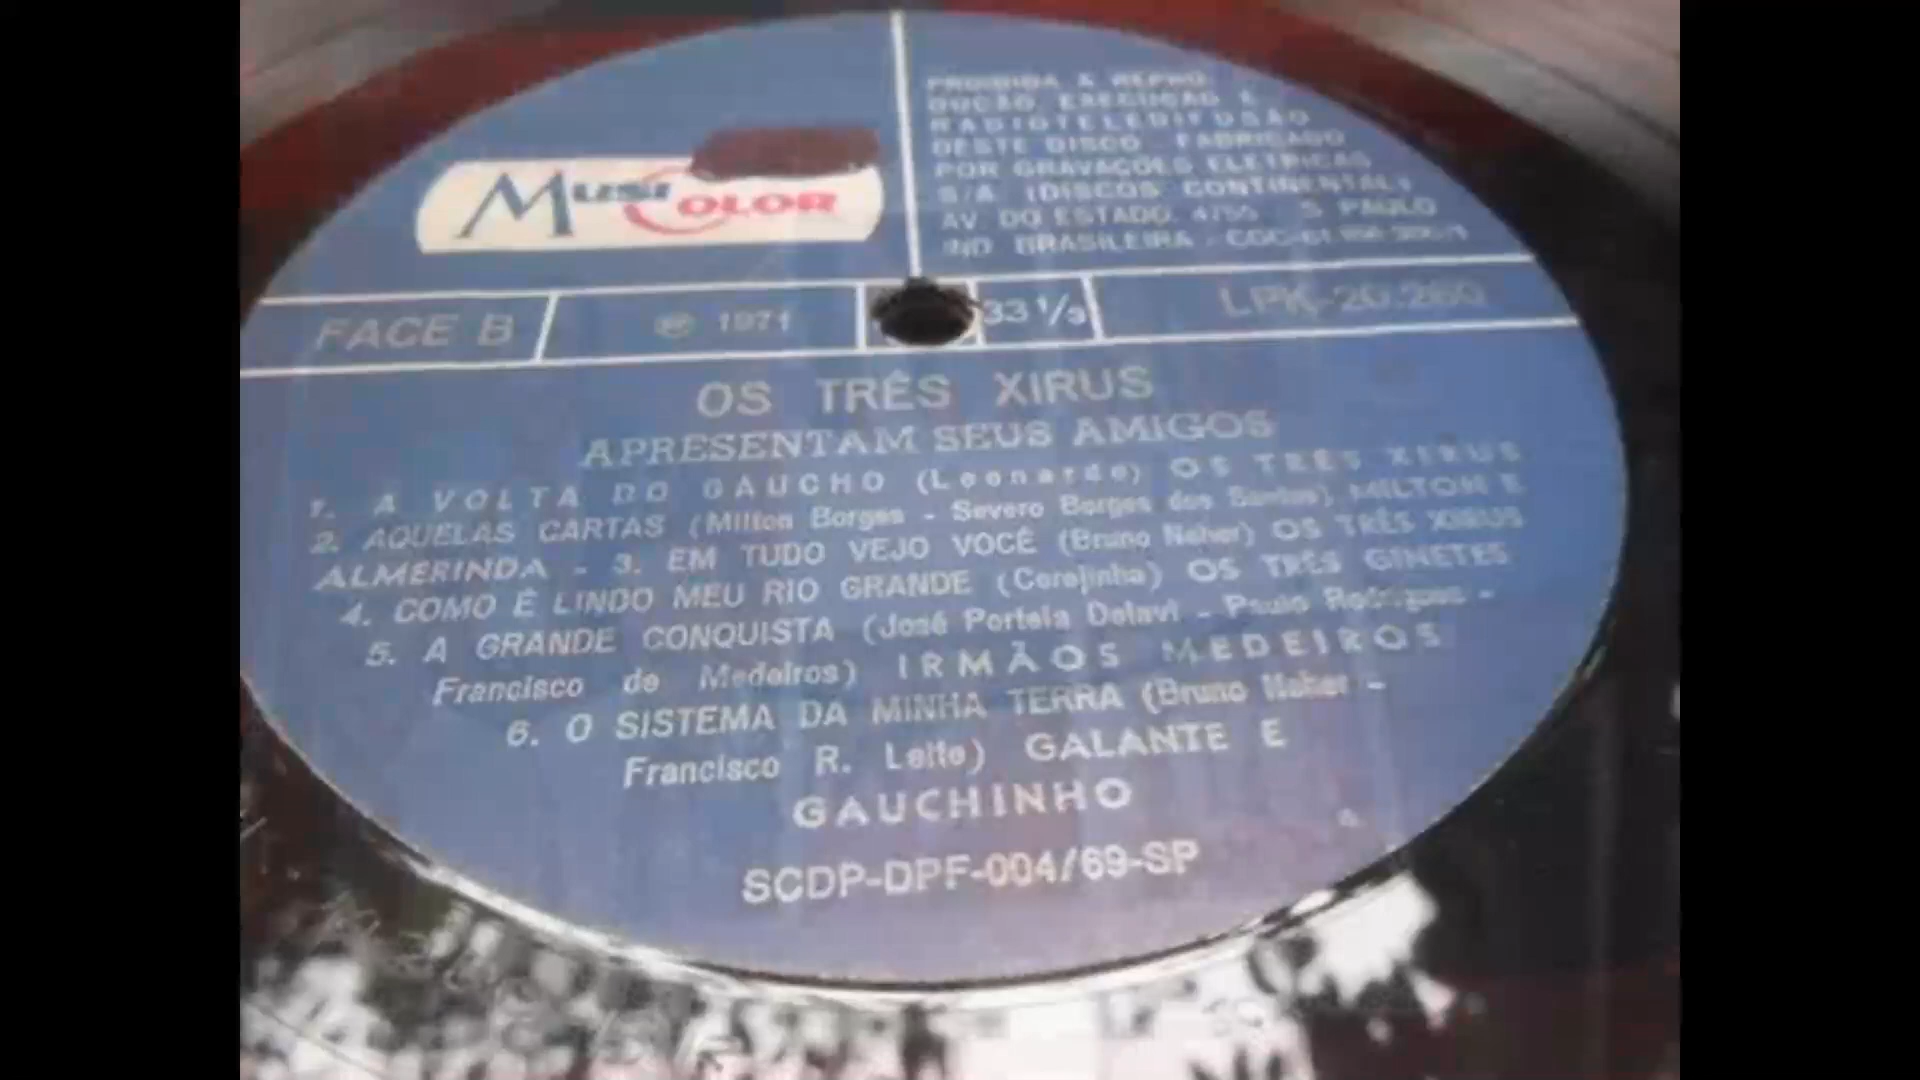 MUSICOLOR
PROIBIDA A REPRO-
DUÇÃO, EXECUÇÃO E
RADIOTELEDIFUSÃO
DESTE DISCO. FABRICADO
POR GRAVAÇÕES ELÉTRICAS
S/A (DISCOS CONTINENTAL)
AV. DO ESTADO, 4755 S. PAULO
IND BRASILEIRA - CGC-61.
FACE B
℗ 1971
33 1/3
LPK-20.260
OS TRÊS XIRUS
APRESENTAM SEUS AMIGOS
1. A VOLTA DO GAUCHO (Leonardo) OS TRÊS XIRUS
2. AQUELAS CARTAS (Milton Borges - Severo Borges dos Santos) MILTON E
ALMERINDA - 3. EM TUDO VEJO VOCÊ (Bruno Neher) OS TRÊS XIRUS
4. COMO É LINDO MEU RIO GRANDE (Cerejinha) OS TRÊS GINETES
5. A GRANDE CONQUISTA (José Portela Delavi - Paulo Rodrigues -
Francisco de Medeiros) IRMÃOS MEDEIROS
6. O SISTEMA DA MINHA TERRA (Bruno Neher -
Francisco R. Leite) GALANTE E
GAUCHINHO
SCDP-DPF-004/69-SP